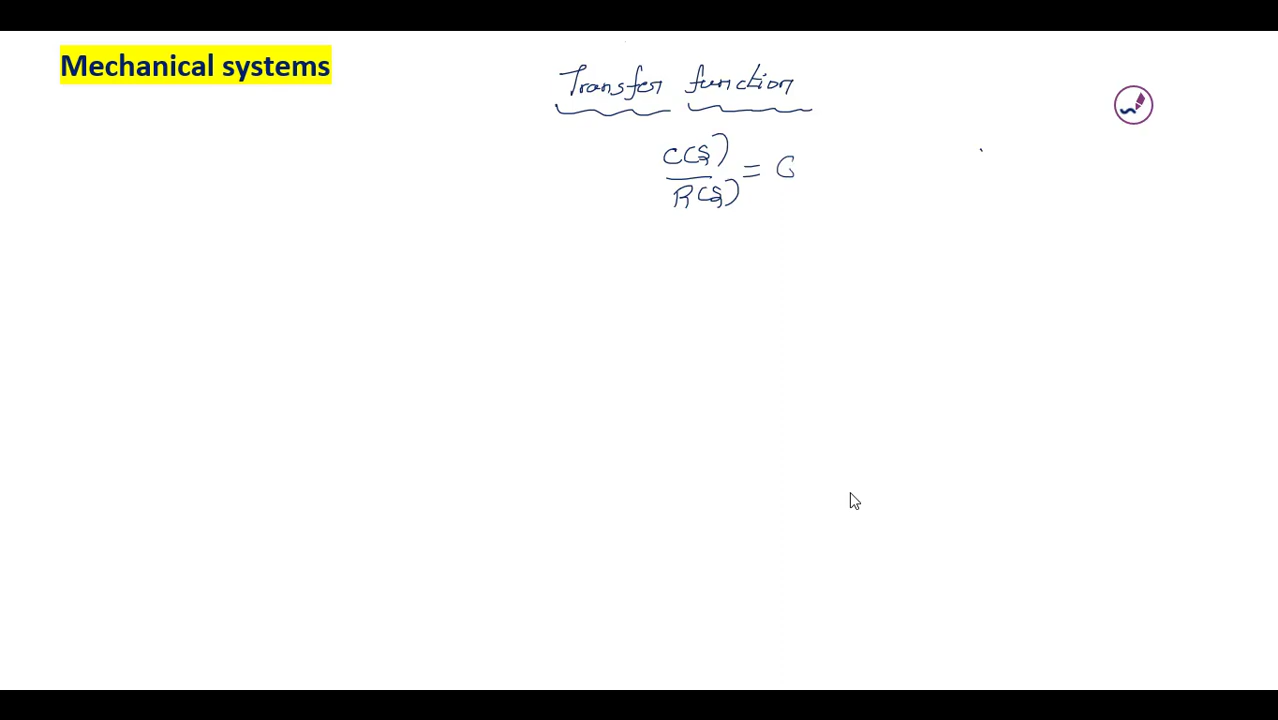 Mechanical systems
Transfer function
C(s)
R(s)
= G